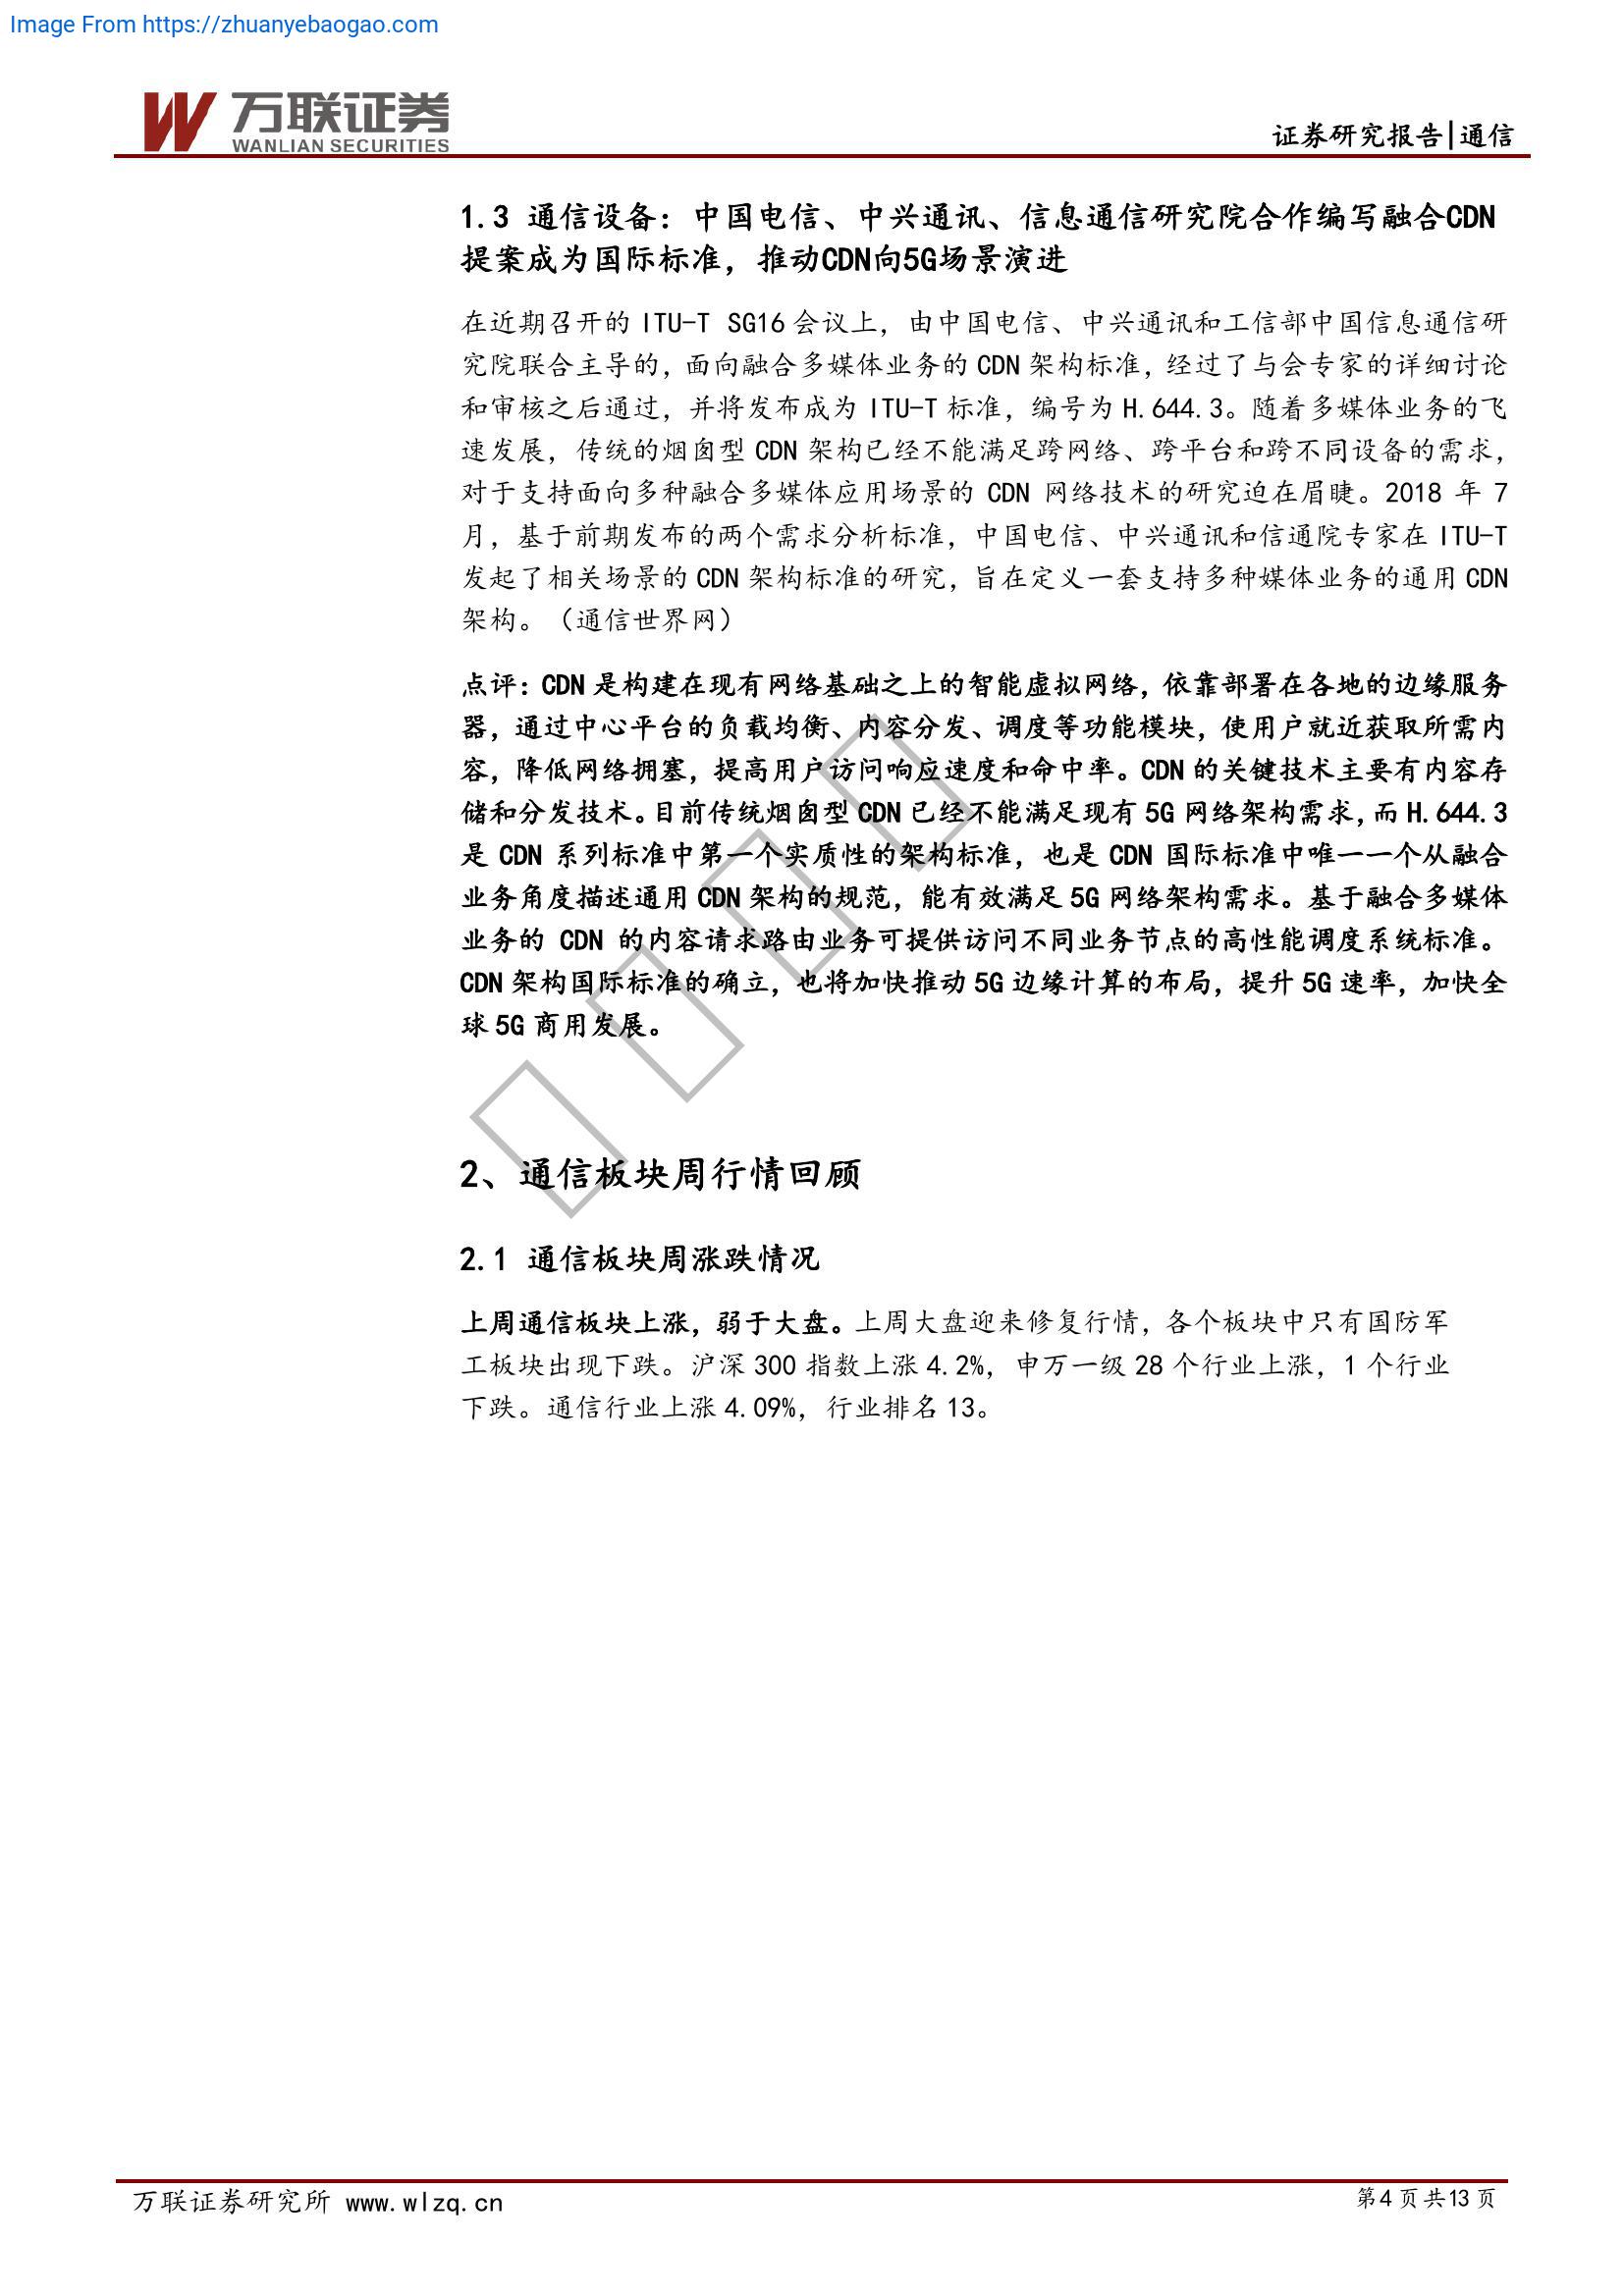 Image From https://zhuanyebaogao.com
万联证券
WANLIAN SECURITIES
证券研究报告|通信
1.3 通信设备：中国电信、中兴通讯、信息通信研究院合作编写融合CDN
提案成为国际标准，推动CDN向5G场景演进
在近期召开的 ITU-T SG16 会议上，由中国电信、中兴通讯和工信部中国信息通信研
究院联合主导的，面向融合多媒体业务的 CDN 架构标准，经过了与会专家的详细讨论
和审核之后通过，并将发布成为 ITU-T 标准，编号为 H.644.3。随着多媒体业务的飞
速发展，传统的烟囱型 CDN 架构已经不能满足跨网络、跨平台和跨不同设备的需求，
对于支持面向多种融合多媒体应用场景的 CDN 网络技术的研究迫在眉睫。2018 年 7
月，基于前期发布的两个需求分析标准，中国电信、中兴通讯和信通院专家在 ITU-T
发起了相关场景的 CDN 架构标准的研究，旨在定义一套支持多种媒体业务的通用 CDN
架构。（通信世界网）
点评：CDN 是构建在现有网络基础之上的智能虚拟网络，依靠部署在各地的边缘服务
器，通过中心平台的负载均衡、内容分发、调度等功能模块，使用户就近获取所需内
容，降低网络拥塞，提高用户访问响应速度和命中率。CDN 的关键技术主要有内容存
储和分发技术。目前传统烟囱型 CDN 已经不能满足现有 5G 网络架构需求，而 H.644.3
是 CDN 系列标准中第一个实质性的架构标准，也是 CDN 国际标准中唯一一个从融合
业务角度描述通用 CDN 架构的规范，能有效满足 5G 网络架构需求。基于融合多媒体
业务的 CDN 的内容请求路由业务可提供访问不同业务节点的高性能调度系统标准。
CDN 架构国际标准的确立，也将加快推动 5G 边缘计算的布局，提升 5G 速率，加快全
球 5G 商用发展。
2、通信板块周行情回顾
2.1 通信板块周涨跌情况
上周通信板块上涨，弱于大盘。上周大盘迎来修复行情，各个板块中只有国防军
工板块出现下跌。沪深 300 指数上涨 4.2%，申万一级 28 个行业上涨，1 个行业
下跌。通信行业上涨 4.09%，行业排名 13。
万联证券研究所 www.wlzq.cn
第4 页共13 页